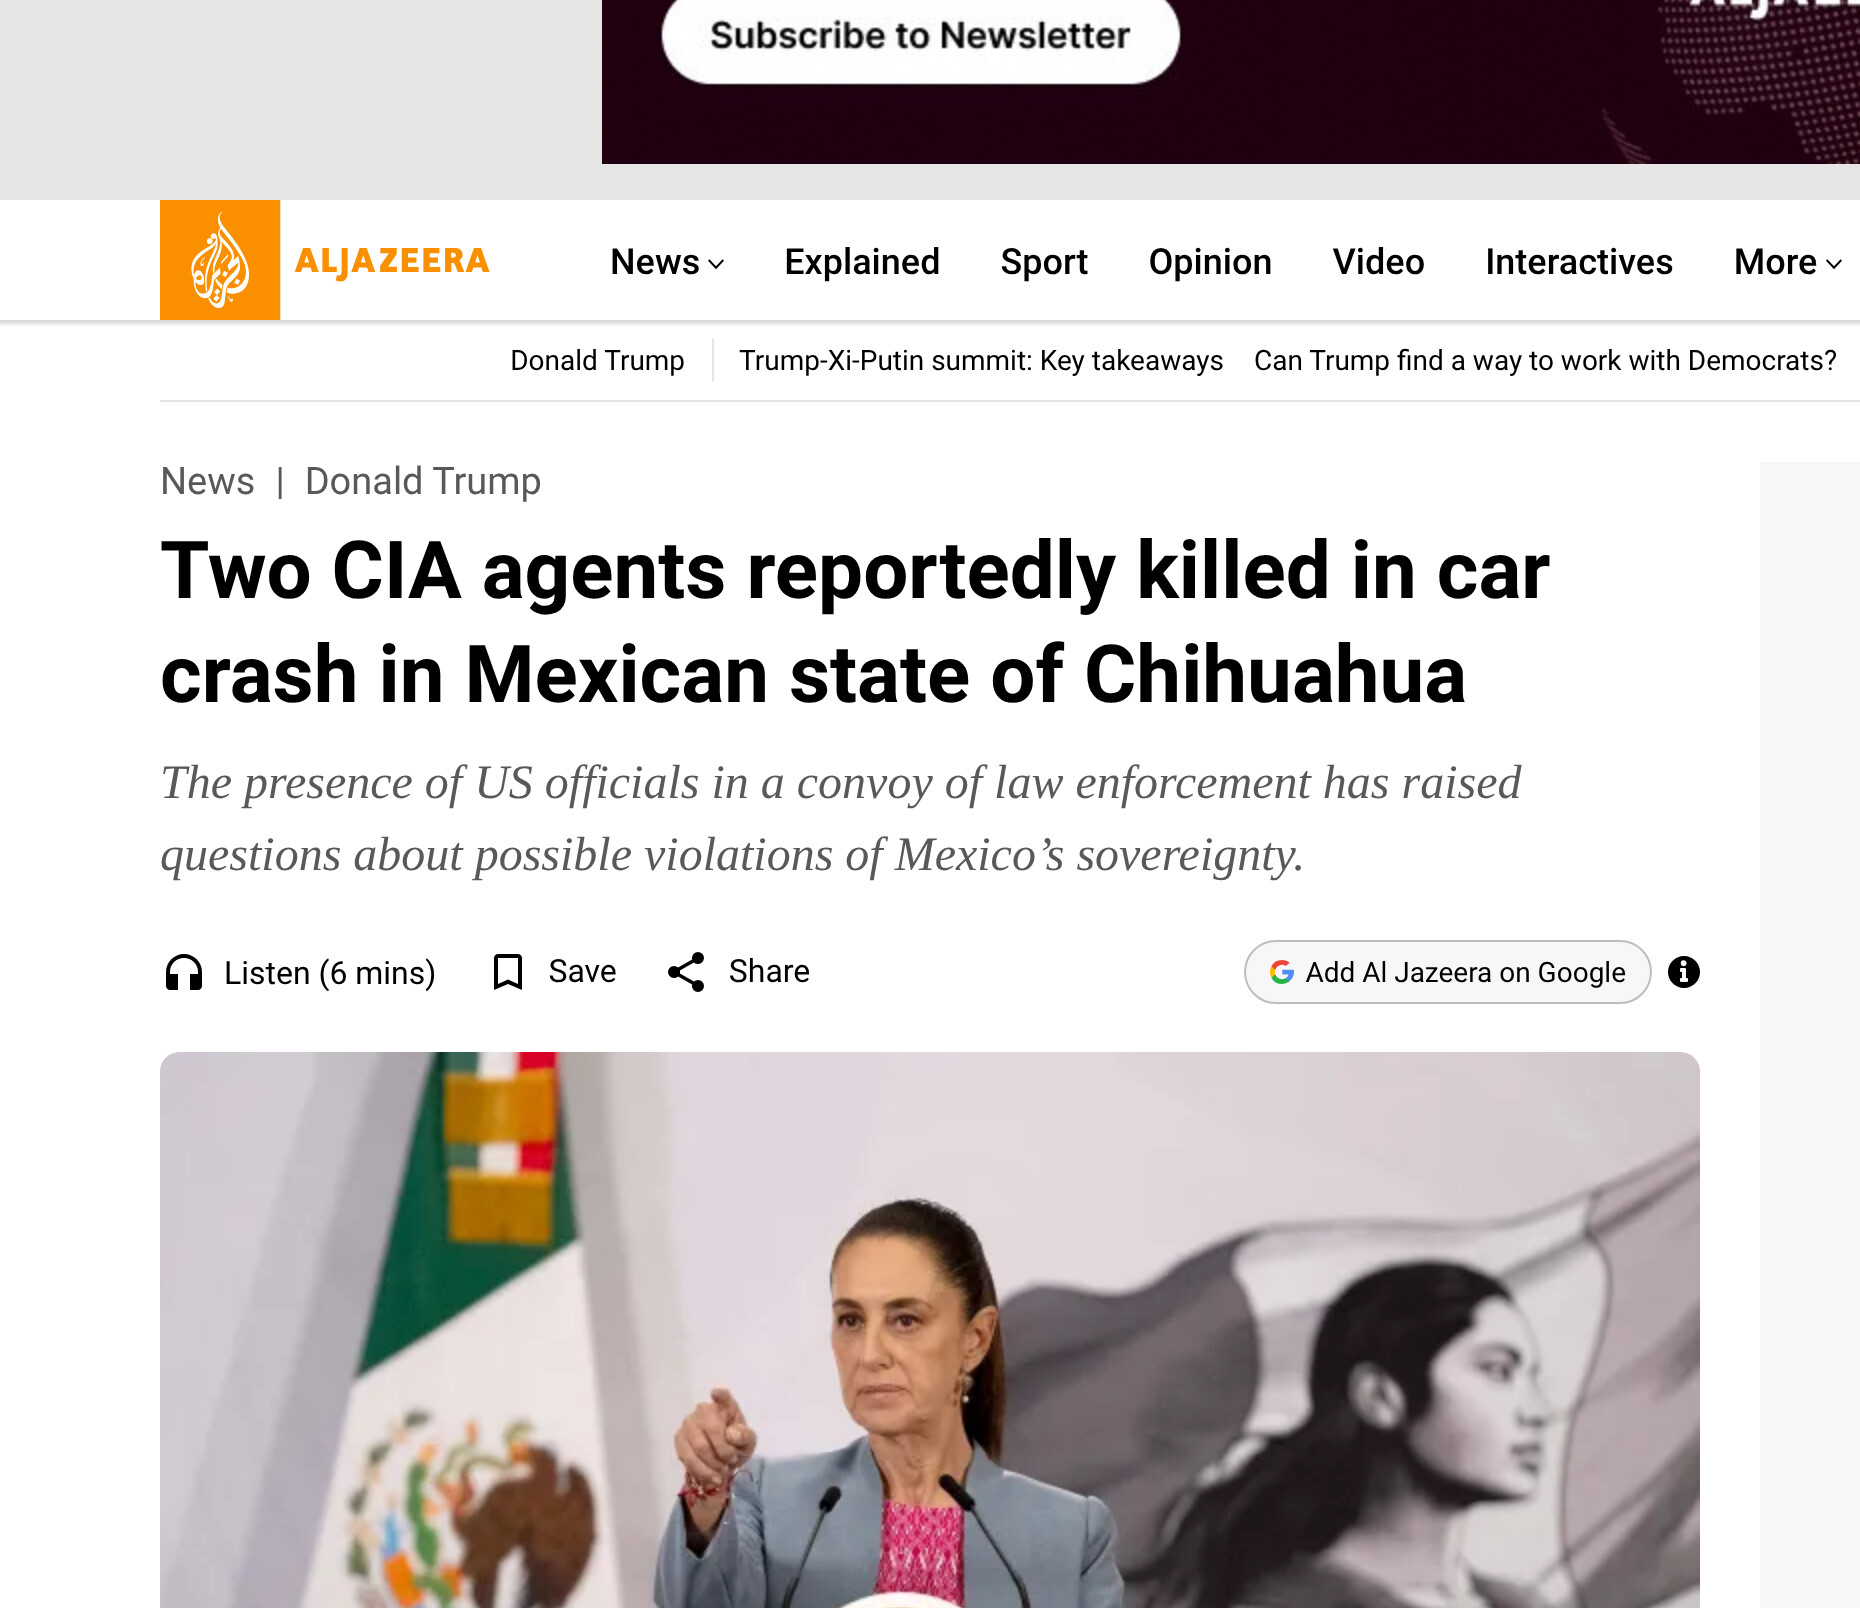 Subscribe to Newsletter
ALJAZEERA
News
Explained
Sport
Opinion
Video
Interactives
More
Donald Trump
Trump-Xi-Putin summit: Key takeaways
Can Trump find a way to work with Democrats?
News | Donald Trump
Two CIA agents reportedly killed in car
crash in Mexican state of Chihuahua
The presence of US officials in a convoy of law enforcement has raised
questions about possible violations of Mexico’s sovereignty.
Listen (6 mins)
Save
Share
Add Al Jazeera on Google